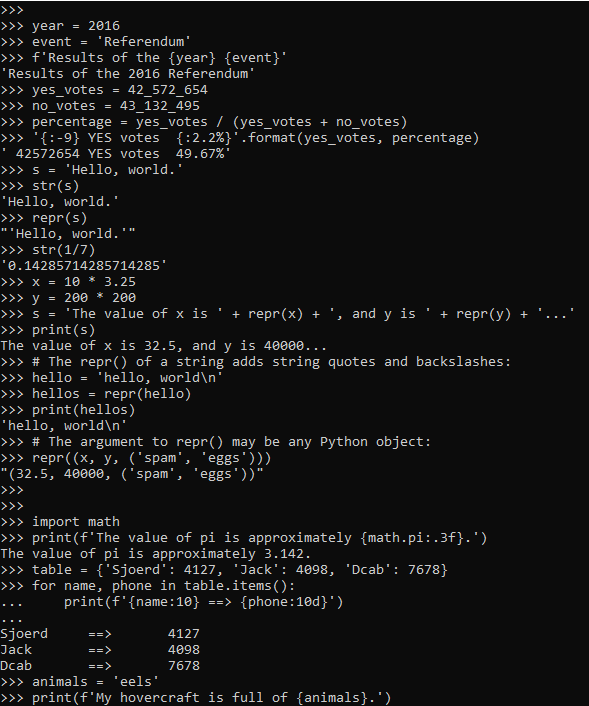 >>>
>>> year = 2016
>>> event = 'Referendum'
>>> f'Results of the {year} {event}'
'Results of the 2016 Referendum'
>>> yes_votes = 42_572_654
>>> no_votes = 43_132_495
>>> percentage = yes_votes / (yes_votes + no_votes)
>>> '{:-9} YES votes  {:2.2%}'.format(yes_votes, percentage)
' 42572654 YES votes  49.67%'
>>> s = 'Hello, world.'
>>> str(s)
'Hello, world.'
>>> repr(s)
"'Hello, world.'"
>>> str(1/7)
'0.14285714285714285'
>>> x = 10 * 3.25
>>> y = 200 * 200
>>> s = 'The value of x is ' + repr(x) + ', and y is ' + repr(y) + '...'
>>> print(s)
The value of x is 32.5, and y is 40000...
>>> # The repr() of a string adds string quotes and backslashes:
>>> hello = 'hello, world\n'
>>> hellos = repr(hello)
>>> print(hellos)
'hello, world\n'
>>> # The argument to repr() may be any Python object:
>>> repr((x, y, ('spam', 'eggs')))
"(32.5, 40000, ('spam', 'eggs'))"
>>>
>>>
>>> import math
>>> print(f'The value of pi is approximately {math.pi:.3f}.')
The value of pi is approximately 3.142.
>>> table = {'Sjoerd': 4127, 'Jack': 4098, 'Dcab': 7678}
>>> for name, phone in table.items():
...     print(f'{name:10} ==> {phone:10d}')
...
Sjoerd     ==>       4127
Jack       ==>       4098
Dcab       ==>       7678
>>> animals = 'eels'
>>> print(f'My hovercraft is full of {animals}.')